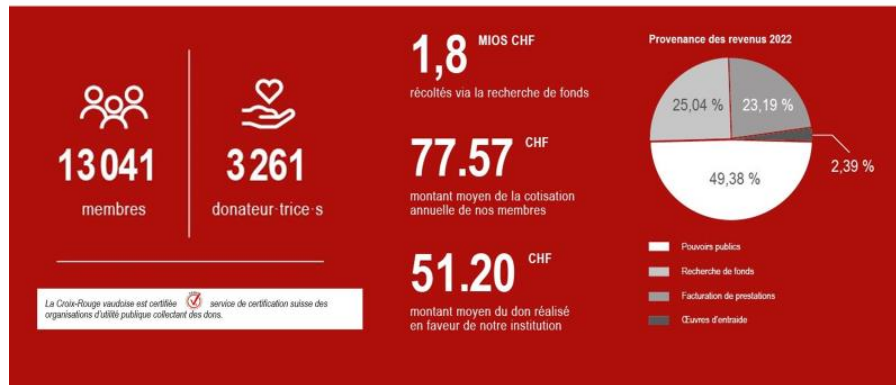 13 041
membres
3 261
donateur·trice·s
La Croix-Rouge vaudoise est certifiée service de certification suisse des
organisations d'utilité publique collectant des dons.
1,8 MIOS CHF
récoltés via la recherche de fonds
77.57 CHF
montant moyen de la cotisation
annuelle de nos membres
51.20 CHF
montant moyen du don réalisé
en faveur de notre institution
Provenance des revenus 2022
25,04 %
23,19 %
2,39 %
49,38 %
Pouvoirs publics
Recherche de fonds
Facturation de prestations
Œuvres d'entraide